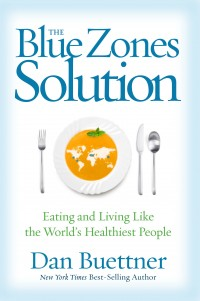 THE
Blue Zones
Solution
Eating and Living Like
the World's Healthiest People
Dan Buettner
New York Times Best-Selling Author